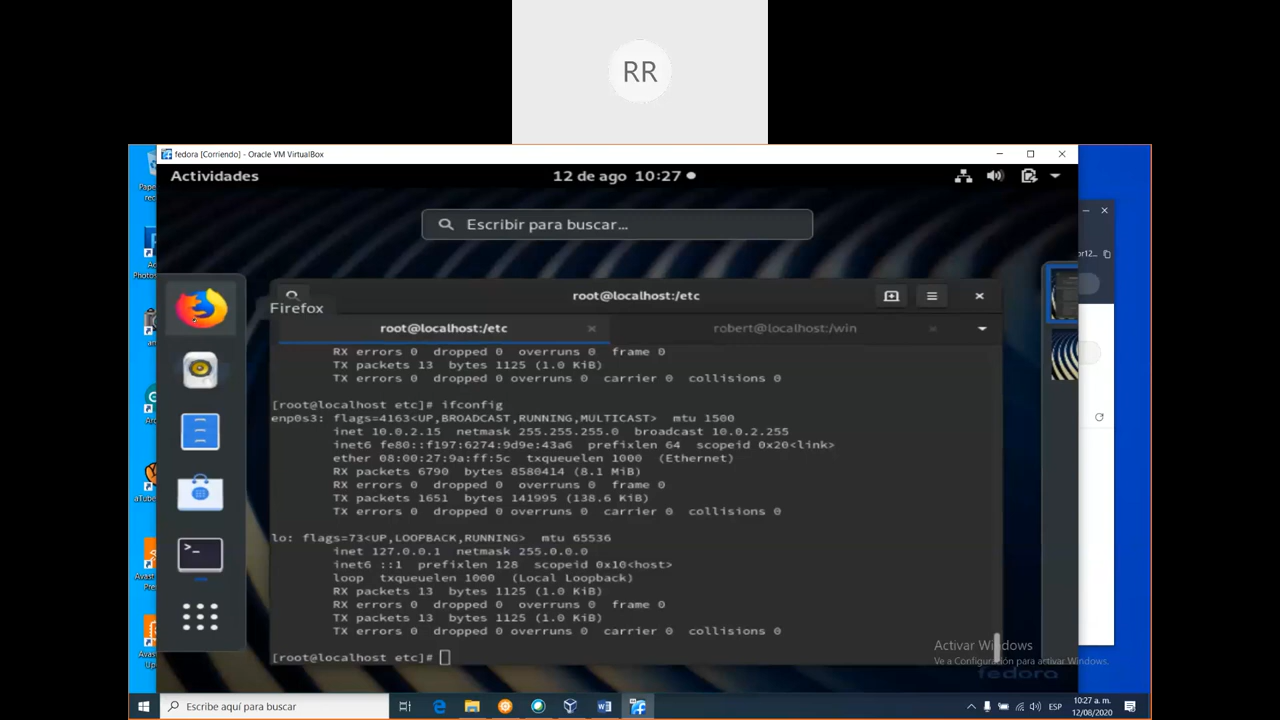 RR
fedora [Corriendo] - Oracle VM VirtualBox
Actividades
12 de ago 10:27
Escribir para buscar...
root@localhost:/etc
Firefox
root@localhost:/etc
robert@localhost:/win
RX errors 0 dropped 0 overruns 0 frame 0
TX packets 13 bytes 1125 (1.0 KiB)
TX errors 0 dropped 0 overruns 0 carrier 0 collisions 0
[root@localhost etc]# ifconfig
enp0s3: flags=4163<UP,BROADCAST,RUNNING,MULTICAST> mtu 1500
inet 10.0.2.15 netmask 255.255.255.0 broadcast 10.0.2.255
inet6 fe80::f197:6274:9d9e:43a6 prefixlen 64 scopeid 0x20<link>
ether 08:00:27:9a:ff:5c txqueuelen 1000 (Ethernet)
RX packets 6790 bytes 8580414 (8.1 MiB)
RX errors 0 dropped 0 overruns 0 frame 0
TX packets 1651 bytes 141995 (138.6 KiB)
TX errors 0 dropped 0 overruns 0 carrier 0 collisions 0
lo: flags=73<UP,LOOPBACK,RUNNING> mtu 65536
inet 127.0.0.1 netmask 255.0.0.0
inet6 ::1 prefixlen 128 scopeid 0x10<host>
loop txqueuelen 1000 (Local Loopback)
RX packets 13 bytes 1125 (1.0 KiB)
RX errors 0 dropped 0 overruns 0 frame 0
TX packets 13 bytes 1125 (1.0 KiB)
TX errors 0 dropped 0 overruns 0 carrier 0 collisions 0
[root@localhost etc]#
Activar Windows
Ve a Configuración para activar Windows.
fedora
Escribe aquí para buscar
ESP
10:27 a. m.
12/08/2020